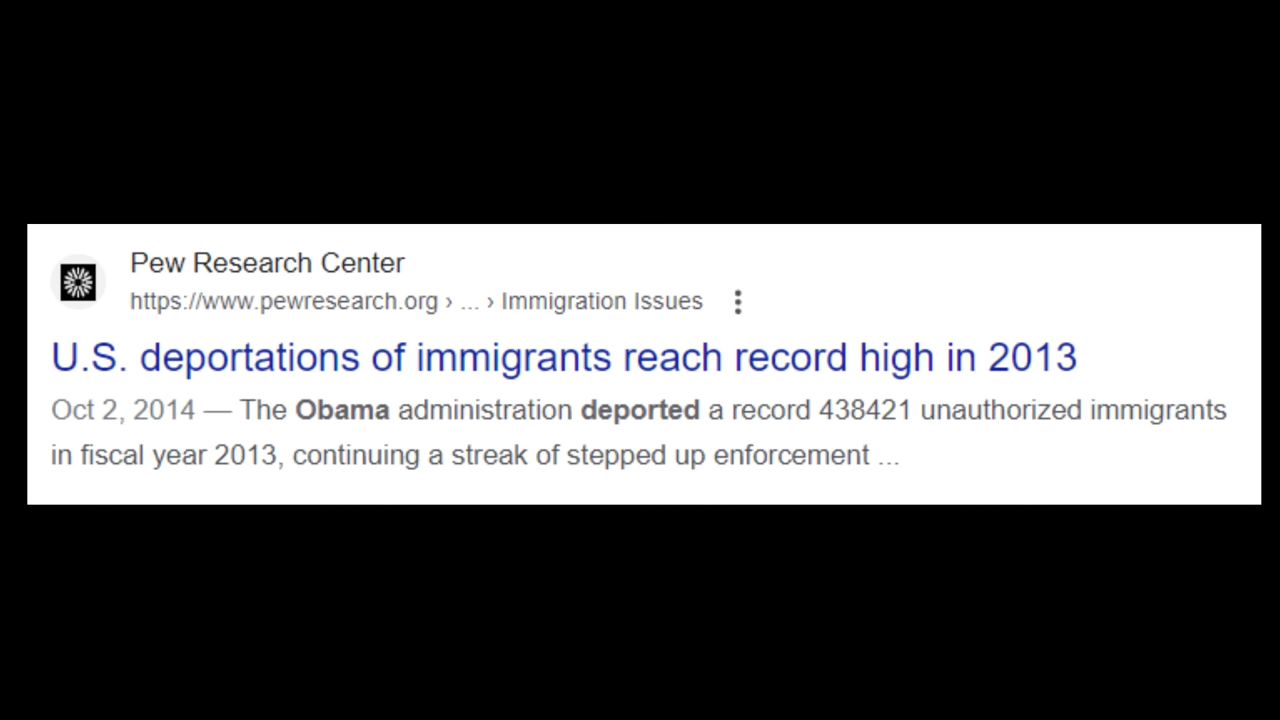 Pew Research Center
https://www.pewresearch.org › ... › Immigration Issues
U.S. deportations of immigrants reach record high in 2013
Oct 2, 2014 — The Obama administration deported a record 438421 unauthorized immigrants
in fiscal year 2013, continuing a streak of stepped up enforcement ...